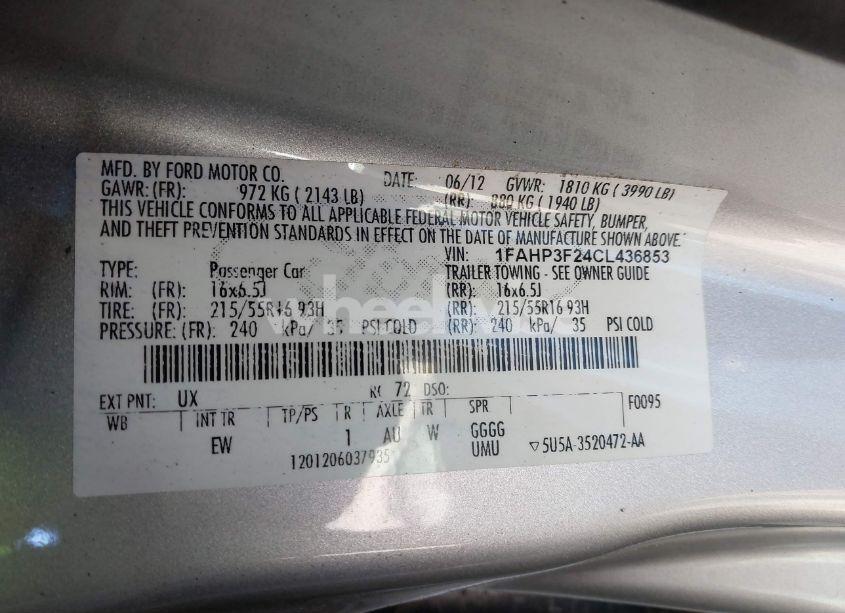 MFD. BY FORD MOTOR CO. DATE: 06/12 GVWR: 1810 KG ( 3990 LB)
GAWR:(FR): 972 KG ( 2143 LB) (RR): 880 KG ( 1940 LB)
THIS VEHICLE CONFORMS TO ALL APPLICABLE FEDERAL MOTOR VEHICLE SAFETY, BUMPER,
AND THEFT PREVENTION STANDARDS IN EFFECT ON THE DATE OF MANUFACTURE SHOWN ABOVE.
VIN: 1FAHP3F24CL436853
TYPE: Passenger Car TRAILER TOWING - SEE OWNER GUIDE
RIM: (FR): 16x6.5J (RR): 16x6.5J
TIRE: (FR): 215/55R16 93H (RR): 215/55R16 93H
PRESSURE: (FR): 240 kPa/ 35 PSI COLD (RR): 240 kPa/ 35 PSI COLD
EXT PNT: UX RC 72 DSO:
WB INT TR TP/PS R AXLE TR SPR F0095
EW 1 AU W GGGG
UMU ▽5U5A-3520472-AA
1201206037935